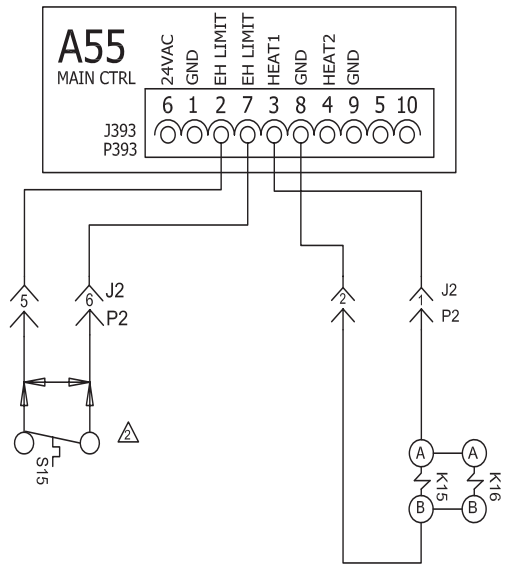 A55
MAIN CTRL
24VAC
GND
EH LIMIT
EH LIMIT
HEAT1
GND
HEAT2
GND
6 1 2 7 3 8 4 9 5 10
J393
P393
5
6
J2
P2
2
1
J2
P2
2
S15
A
A
K15
K16
B
B